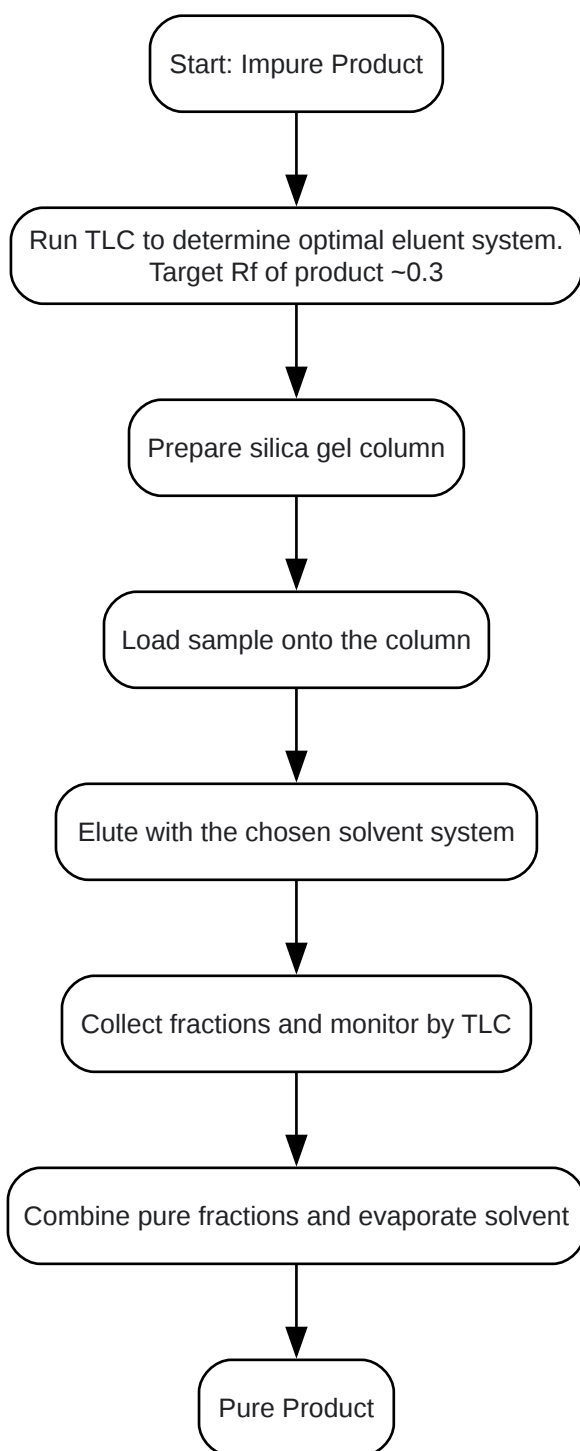 Start: Impure Product
Run TLC to determine optimal eluent system.
Target Rf of product ~0.3
Prepare silica gel column
Load sample onto the column
Elute with the chosen solvent system
Collect fractions and monitor by TLC
Combine pure fractions and evaporate solvent
Pure Product